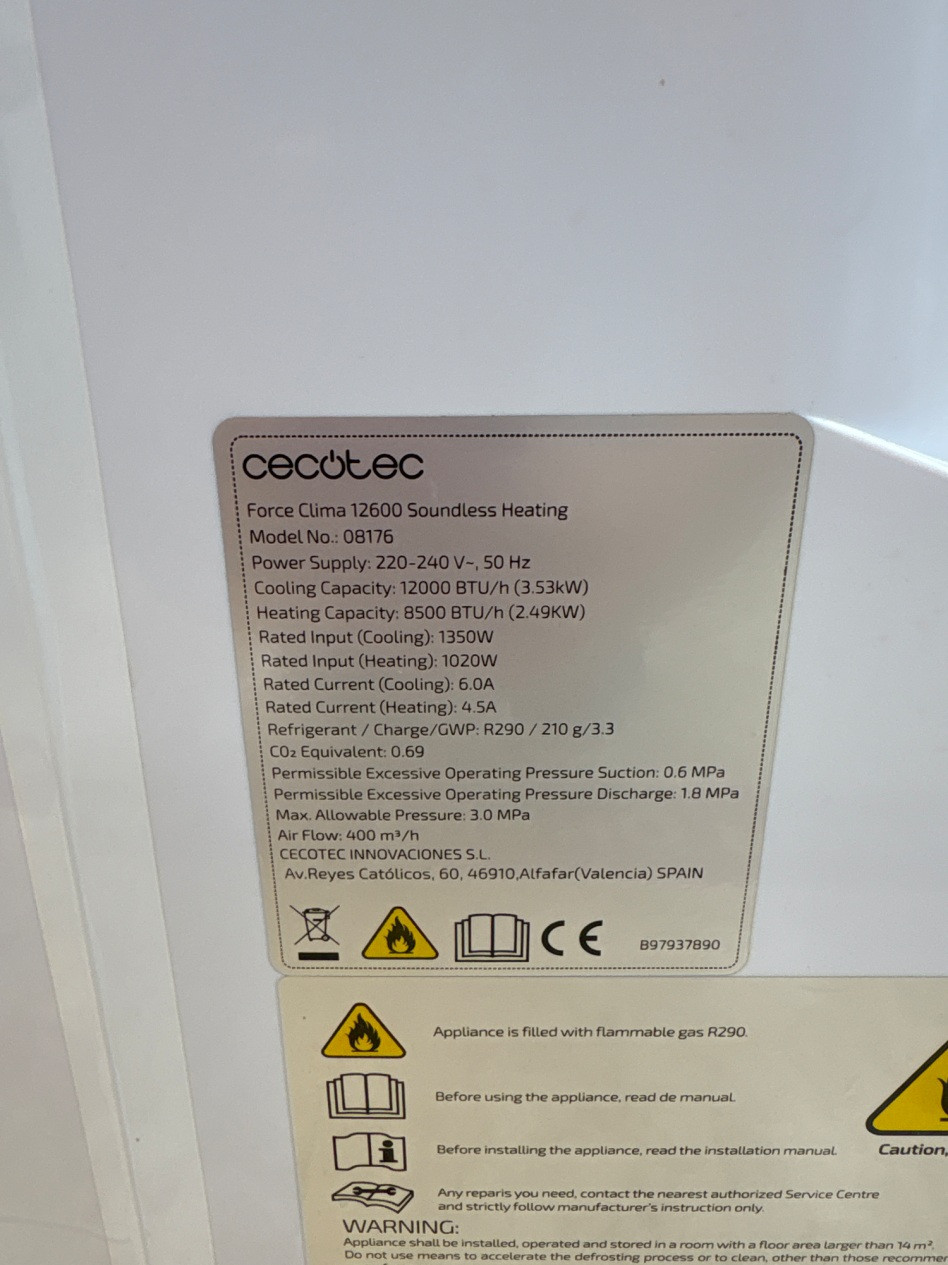 cecotec
Force Clima 12600 Soundless Heating
Model No.: 08176
Power Supply: 220-240 V~, 50 Hz
Cooling Capacity: 12000 BTU/h (3.53kW)
Heating Capacity: 8500 BTU/h (2.49KW)
Rated Input (Cooling): 1350W
Rated Input (Heating): 1020W
Rated Current (Cooling): 6.0A
Rated Current (Heating): 4.5A
Refrigerant / Charge/GWP: R290 / 210 g/3.3
CO₂ Equivalent: 0.69
Permissible Excessive Operating Pressure Suction: 0.6 MPa
Permissible Excessive Operating Pressure Discharge: 1.8 MPa
Max. Allowable Pressure: 3.0 MPa
Air Flow: 400 m³/h
CECOTEC INNOVACIONES S.L.
Av.Reyes Católicos, 60, 46910,Alfafar(Valencia) SPAIN
CE B97937890
Appliance is filled with flammable gas R290.
Before using the appliance, read de manual.
Before installing the appliance, read the installation manual.
Caution,
Any reparis you need, contact the nearest authorized Service Centre
and strictly follow manufacturer's instruction only.
WARNING:
Appliance shall be installed, operated and stored in a room with a floor area larger than 14 m².
Do not use means to accelerate the defrosting process or to clean, other than those